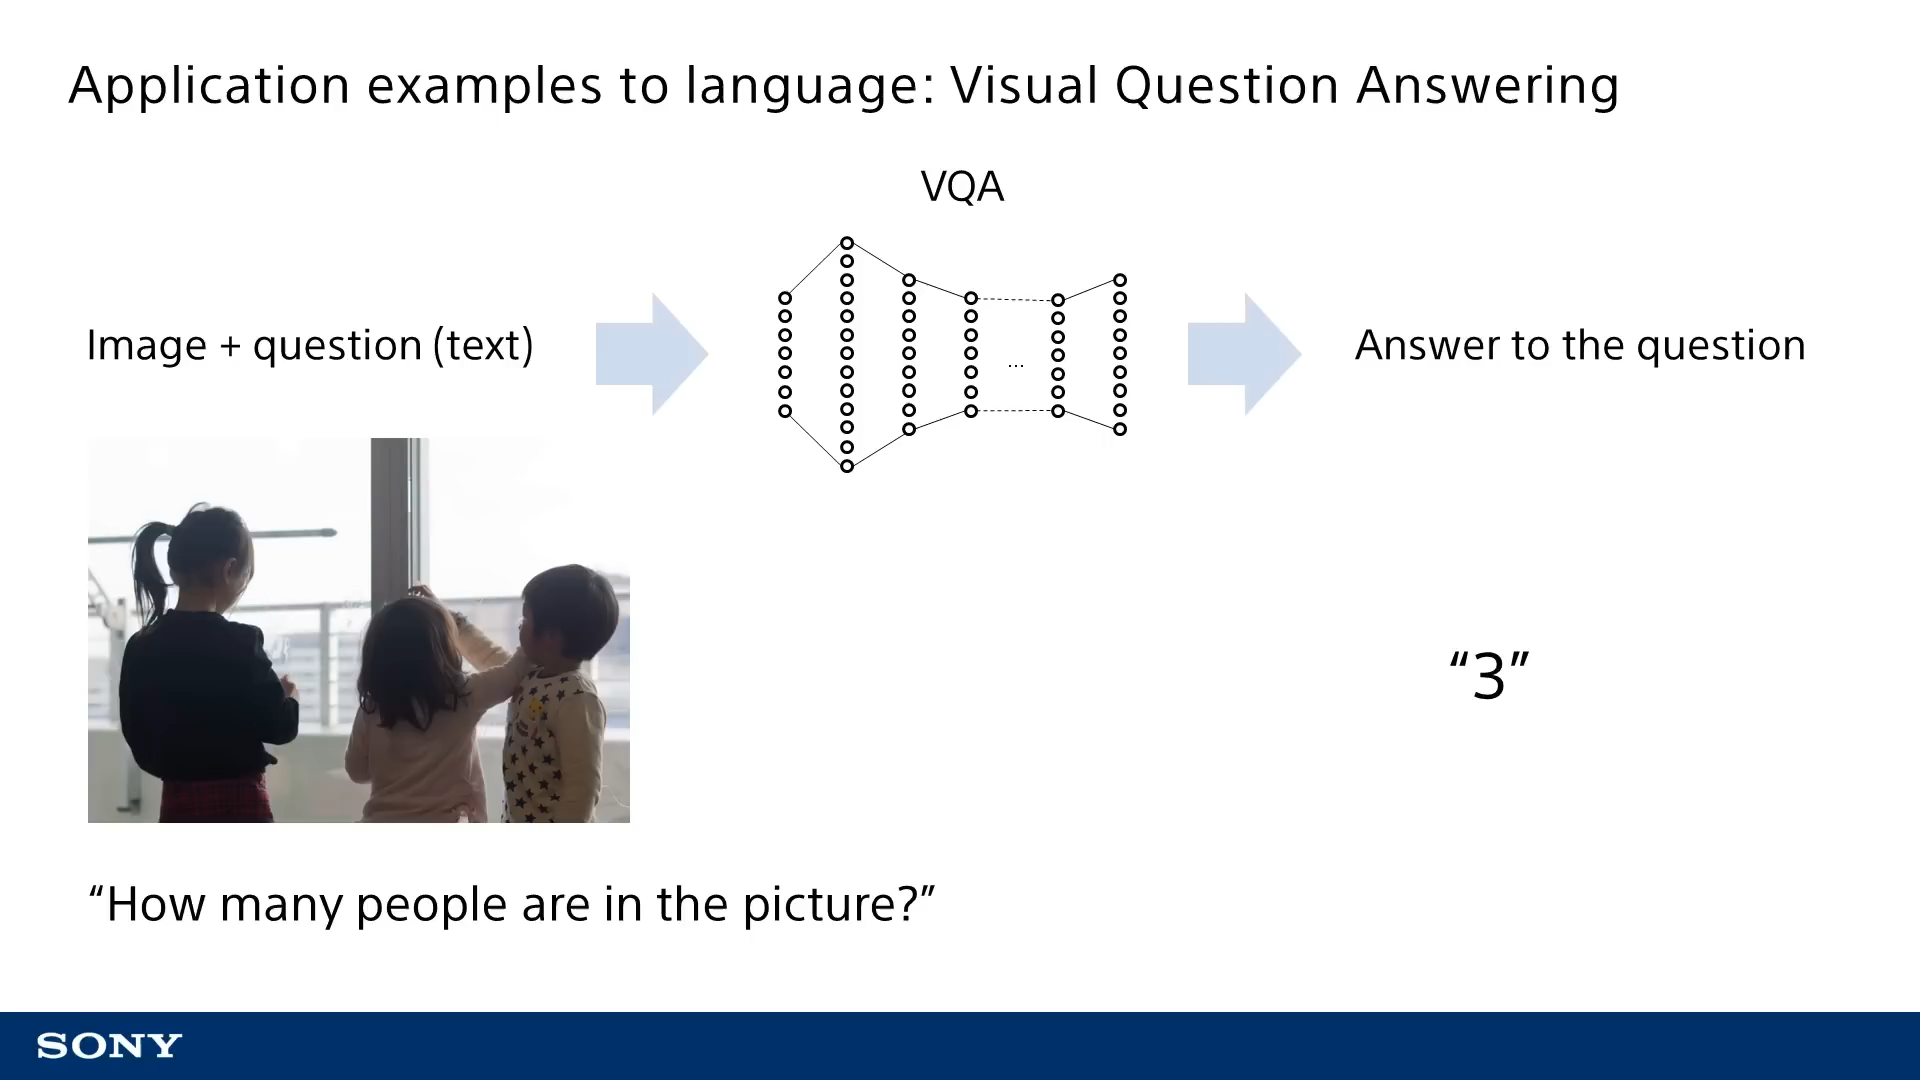 Application examples to language: Visual Question Answering
VQA
Image + question (text)
...
Answer to the question
“3”
“How many people are in the picture?”
SONY